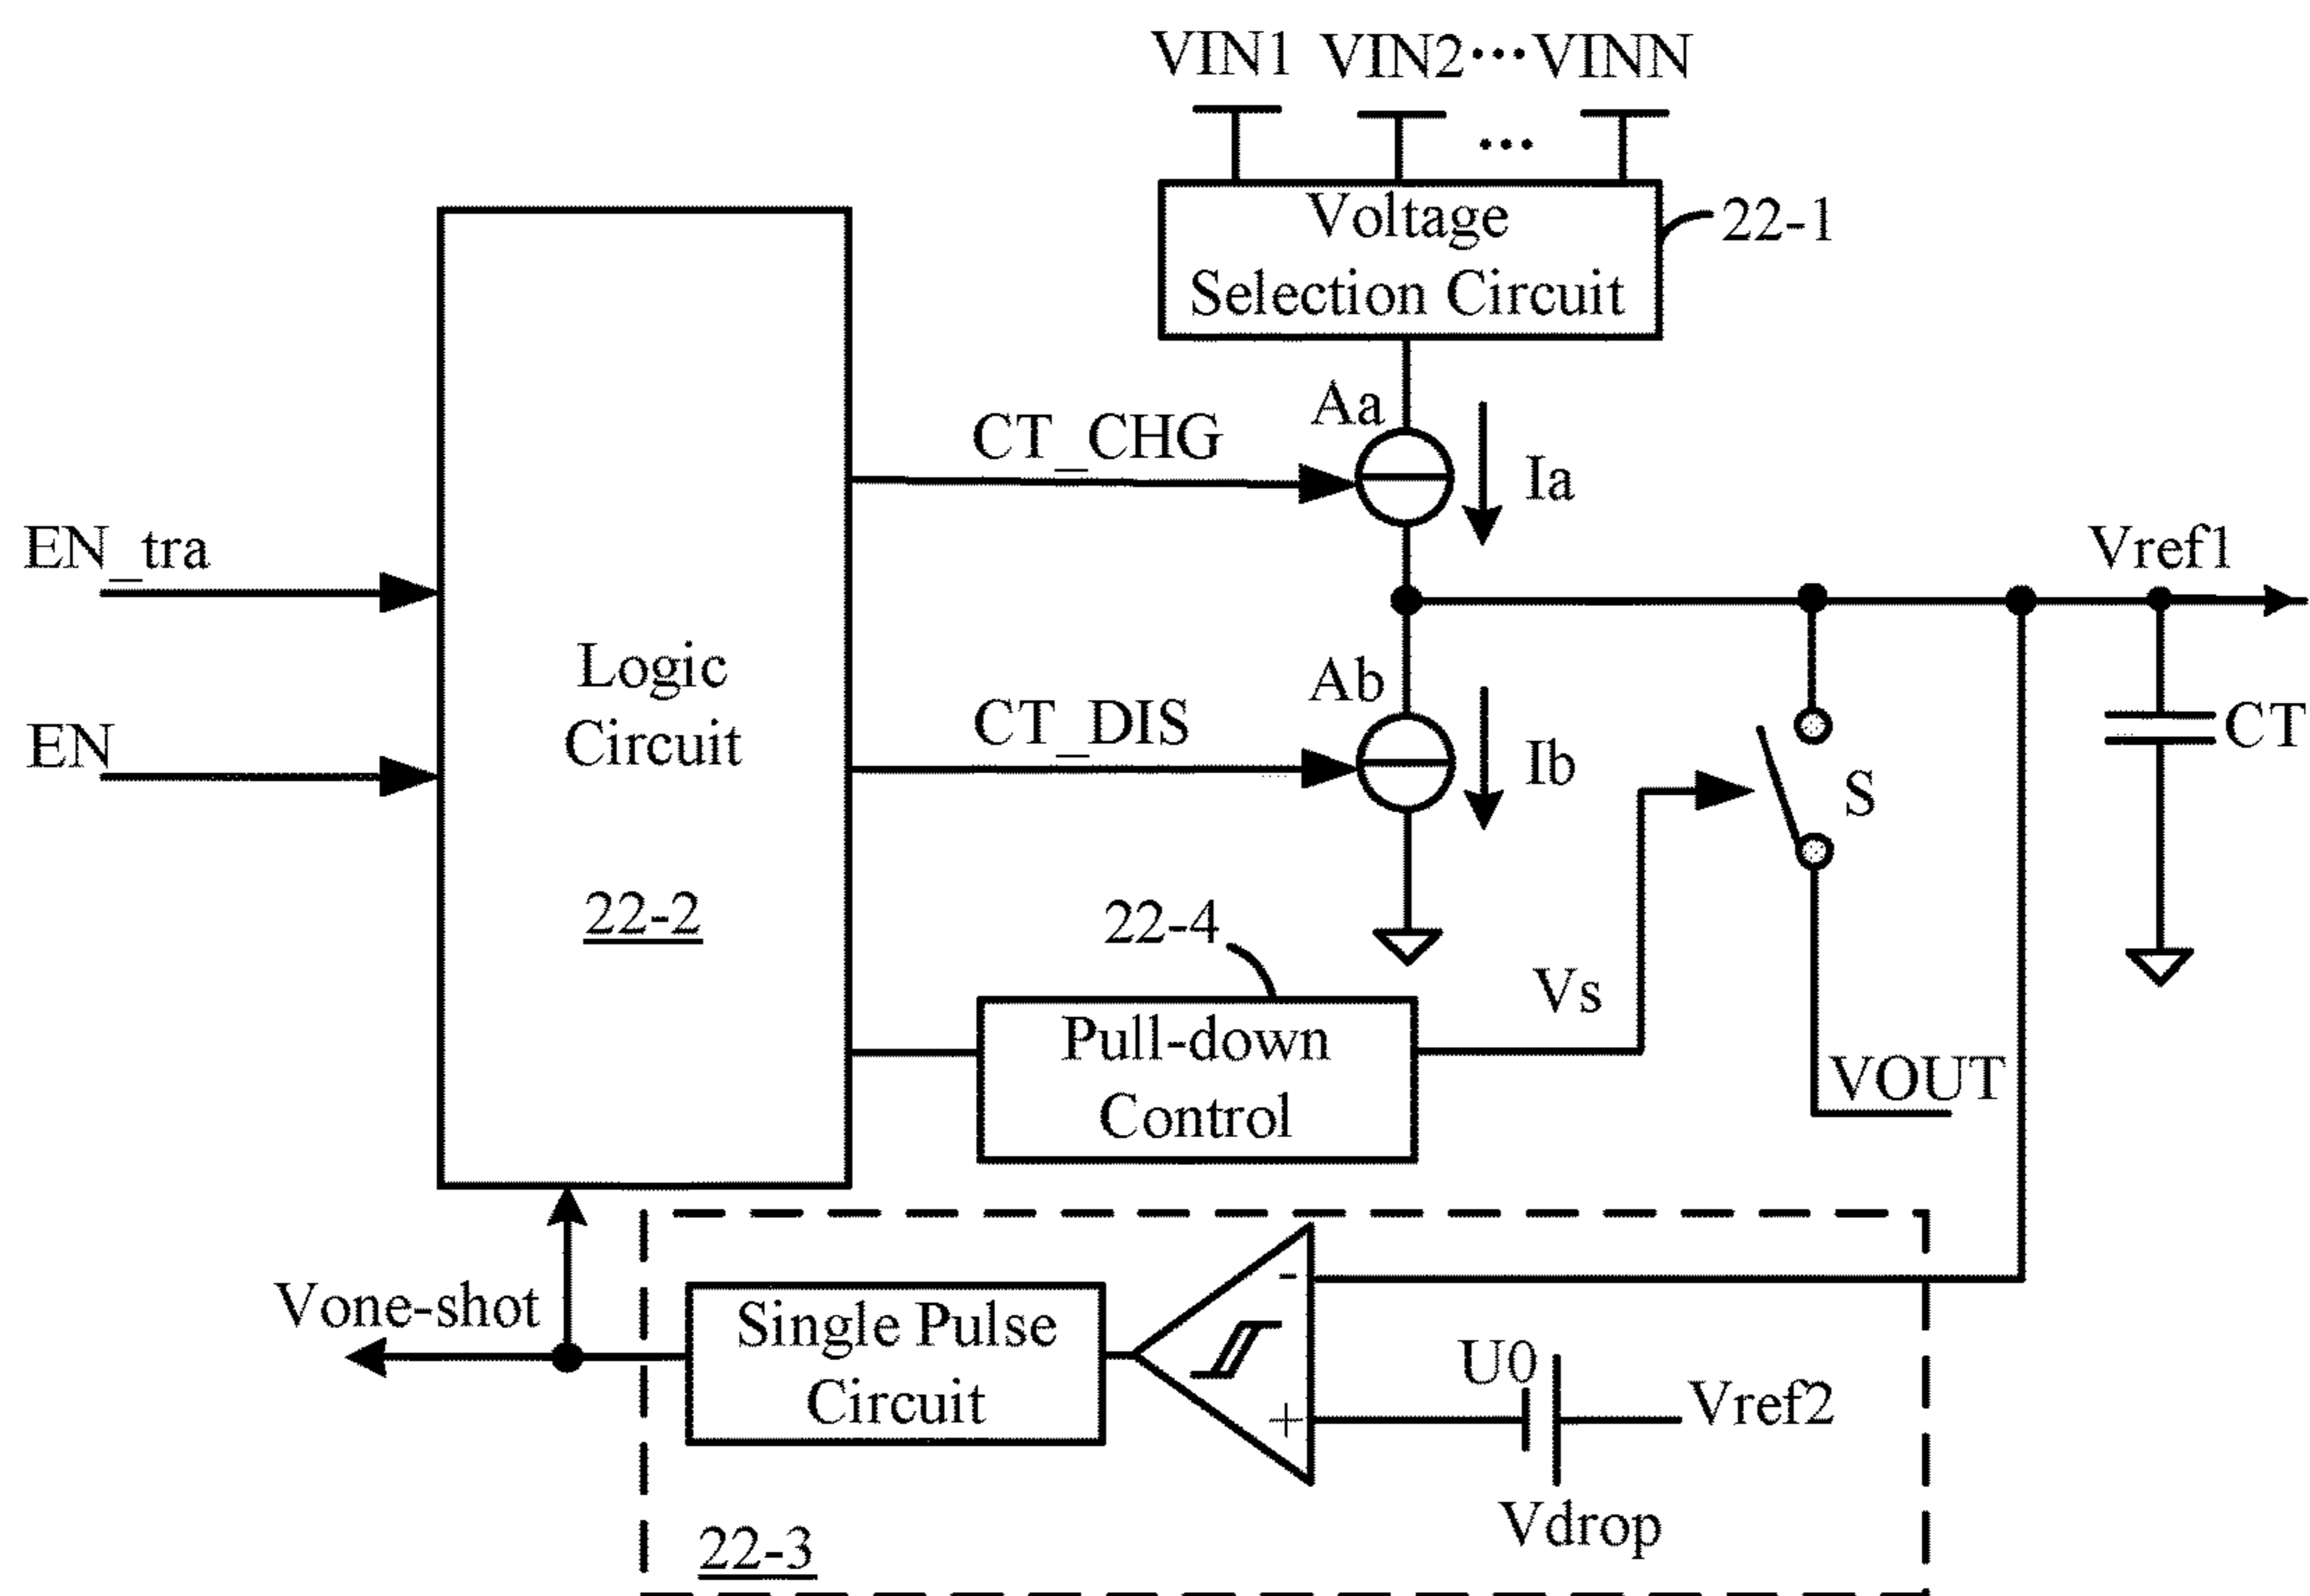 VIN1 VIN2 ··· VINN
···
Voltage
Selection Circuit
22-1
Aa
CT_CHG
Ia
EN_tra
Vref1
Logic
Circuit
Ab
CT_DIS
Ib
EN
CT
S
22-2
22-4
Vs
Pull-down
Control
VOUT
Vone-shot
Single Pulse
Circuit
-
+
U0
Vref2
Vdrop
22-3